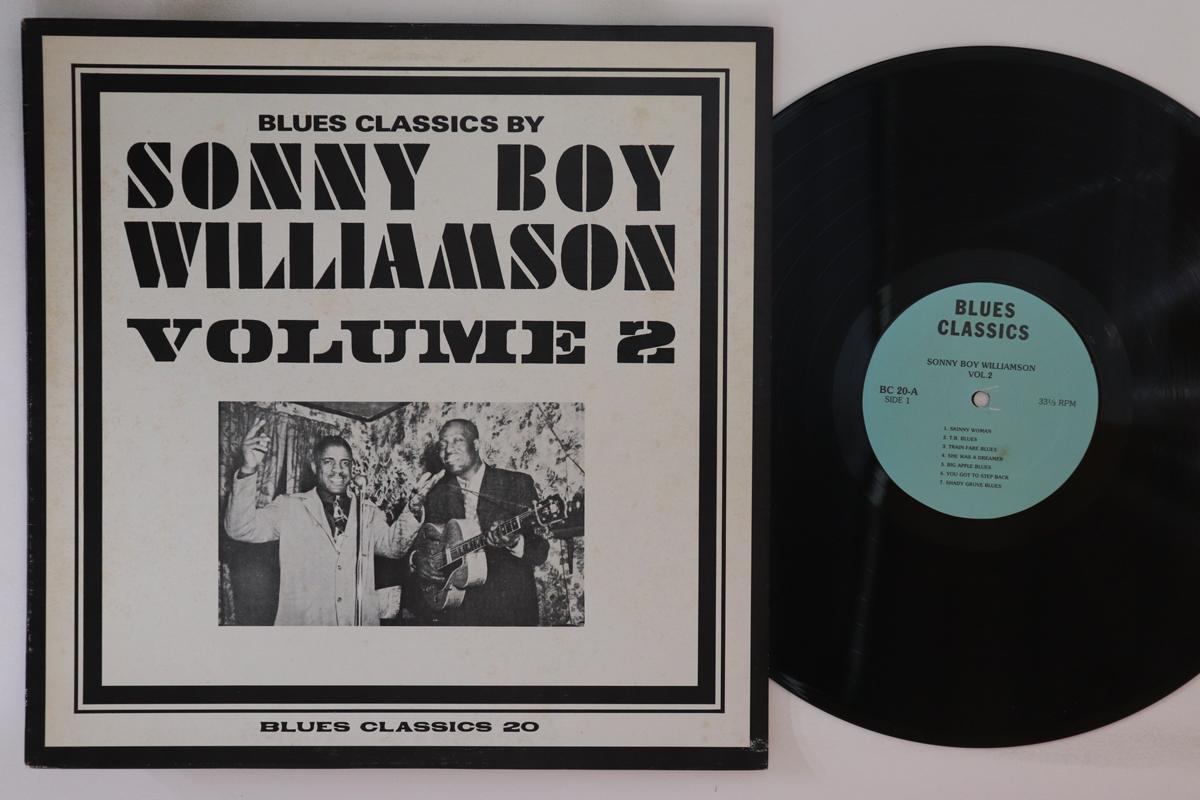 BLUES CLASSICS BY
SONNY BOY
WILLIAMSON
VOLUME 2
BLUES CLASSICS 20
BLUES
CLASSICS
SONNY BOY WILLIAMSON
VOL.2
BC 20-A
SIDE 1
33⅓ RPM
1. SKINNY WOMAN
2. T.B. BLUES
3. TRAIN FARE BLUES
4. SHE WAS A DREAMER
5. BIG APPLE BLUES
6. YOU GOT TO STEP BACK
7. SHADY GROVE BLUES